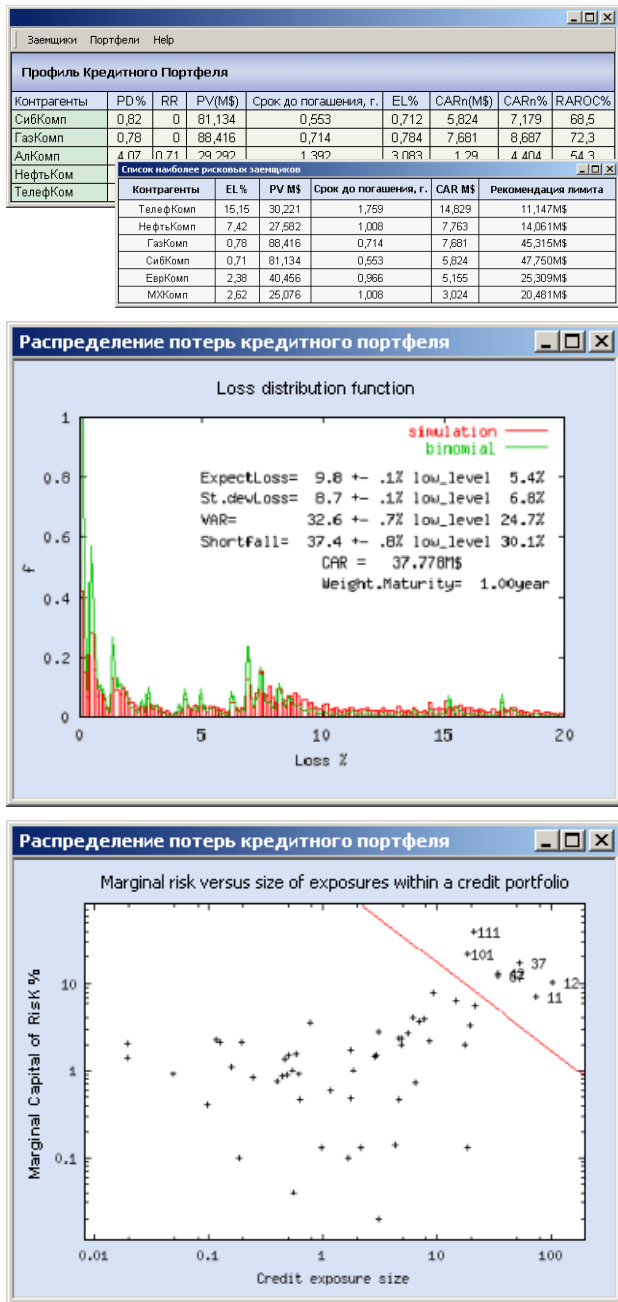 Заемщики Портфели Help
Профиль Кредитного Портфеля
Контрагенты PD% RR PV(M$) Срок до погашения, г. EL% CARn(M$) CARn% RAROC%
СибКомп 0,82 0 81,134 0,553 0,712 5,824 7,179 68,5
ГазКомп 0,78 0 88,416 0,714 0,784 7,681 8,687 72,3
АлКомп 4,07 0,71 29,292 1,392 3,083 1,29 4,404 54,3
НефтьКом
ТелефКом
Список наиболее рисковых заемщиков
Контрагенты EL% PV M$ Срок до погашения, г. CAR M$ Рекомендация лимита
ТелефКомп 15,15 30,221 1,759 14,829 11,147M$
НефтьКомп 7,42 27,582 1,008 7,763 14,061M$
ГазКомп 0,78 88,416 0,714 7,681 45,315M$
СибКомп 0,71 81,134 0,553 5,824 47,750M$
ЕврКомп 2,38 40,456 0,966 5,155 25,309M$
МХКомп 2,62 25,076 1,008 3,024 20,481M$
Распределение потерь кредитного портфеля
Loss distribution function
simulation
binomial
ExpectLoss= 9.8 +- .1% low_level 5.4%
St.devLoss= 8.7 +- .1% low_level 6.8%
VAR= 32.6 +- .7% low_level 24.7%
Shortfall= 37.4 +- .8% low_level 30.1%
CAR = 37.778M$
Weight.Maturity= 1.00year
1
0.8
0.6
f
0.4
0.2
0
0 5 10 15 20
Loss %
Распределение потерь кредитного портфеля
Marginal risk versus size of exposures within a credit portfolio
111
101
37
12
11
Marginal Capital of RisK %
10
1
0.1
0.01 0.1 1 10 100
Credit exposure size